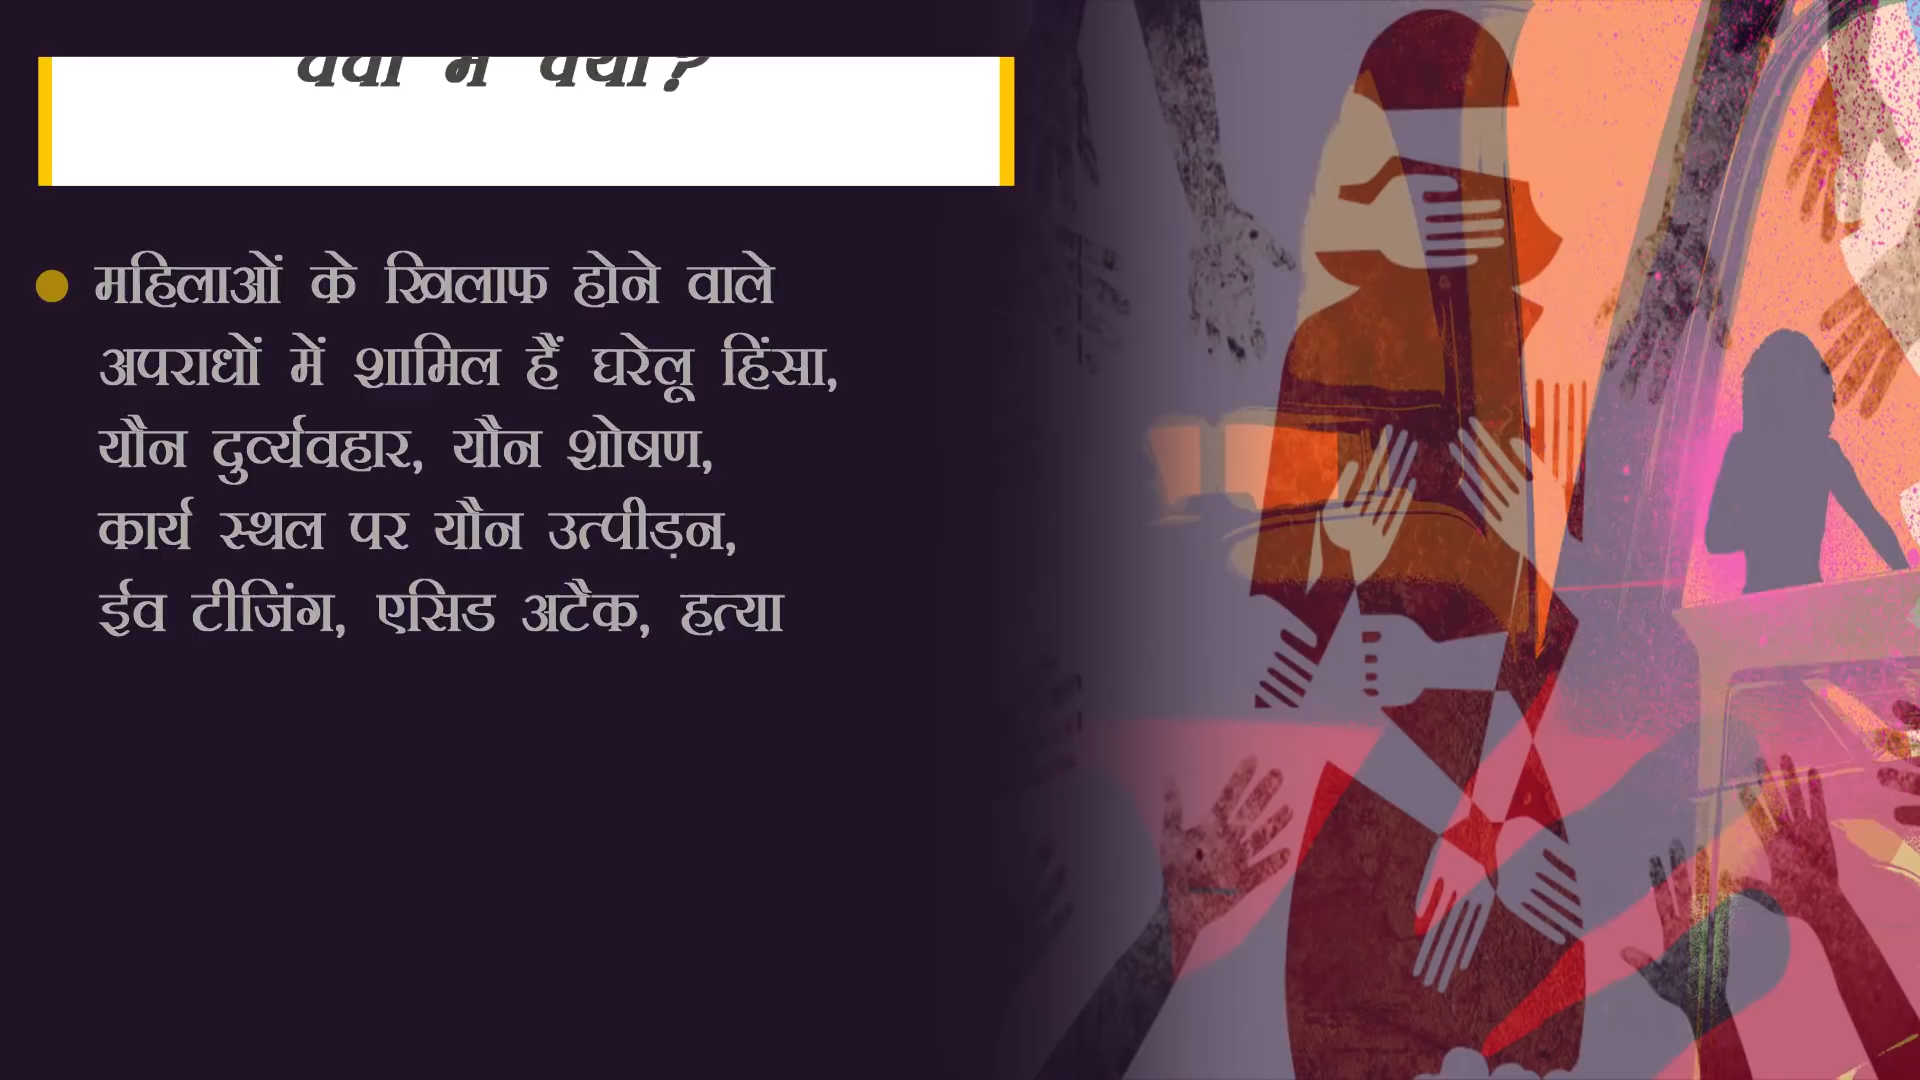 महिलाओं के खिलाफ होने वाले
अपराधों में शामिल हैं घरेलू हिंसा,
यौन दुर्व्यवहार, यौन शोषण,
कार्य स्थल पर यौन उत्पीड़न,
ईव टीजिंग, एसिड अटैक, हत्या